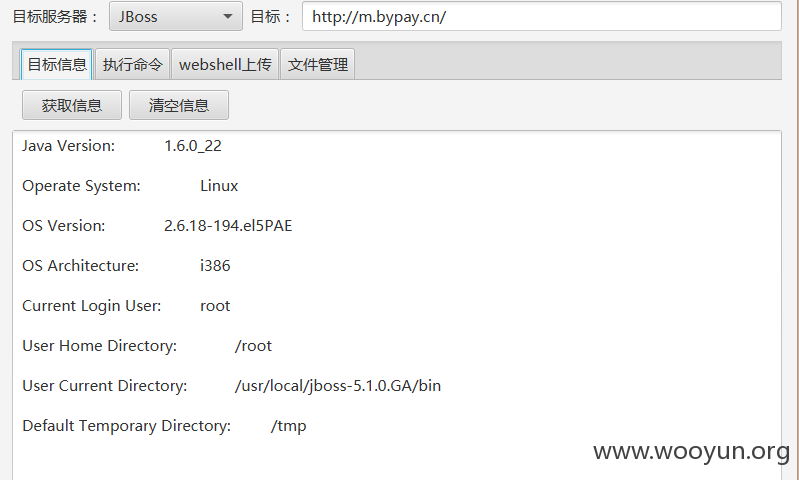 目标服务器： JBoss 目标： http://m.bypay.cn/
目标信息 执行命令 webshell上传 文件管理
获取信息 清空信息
Java Version: 1.6.0_22
Operate System: Linux
OS Version: 2.6.18-194.el5PAE
OS Architecture: i386
Current Login User: root
User Home Directory: /root
User Current Directory: /usr/local/jboss-5.1.0.GA/bin
Default Temporary Directory: /tmp
www.wooyun.org